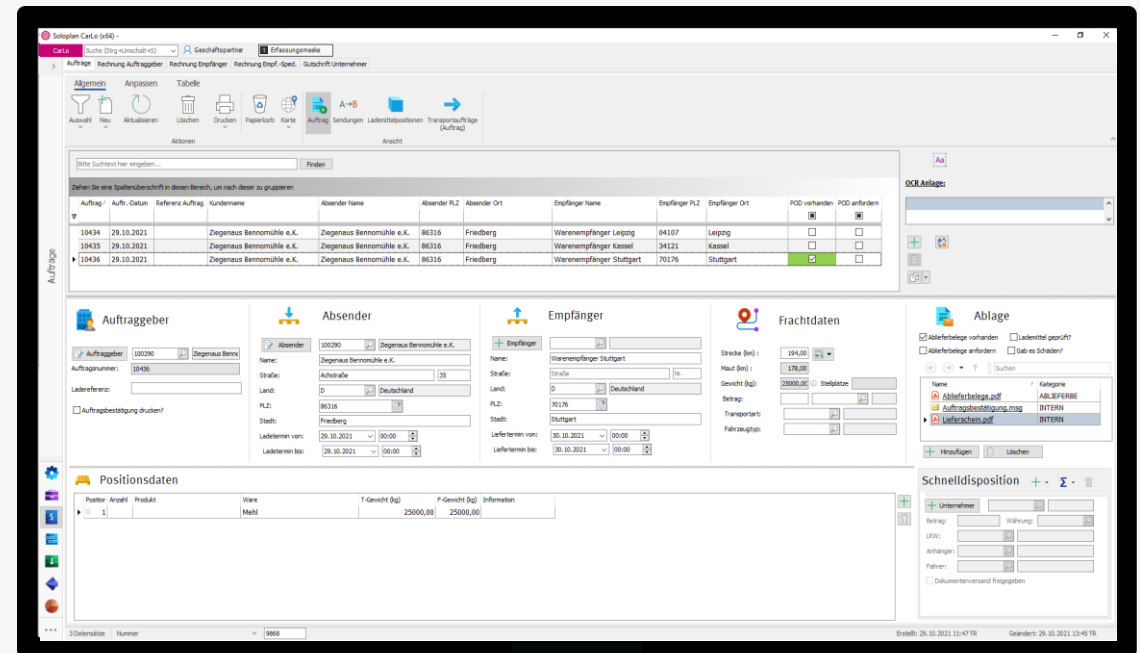 Soloplan CarLo (x64) -
CarLo Suche (Strg+Umschalt+S) Geschäftspartner 1 Erfassungsmaske
Aufträge Rechnung Auftraggeber Rechnung Empfänger Rechnung Empf.-Sped. Gutschrift Unternehmer
Allgemein Anpassen Tabelle
Auswahl Neu Aktualisieren Löschen Drucken Papierkorb Karte Auftrag Sendungen Lademittelpositionen Transportaufträge
(Auftrag)
A→B
Aktionen Ansicht
Bitte Suchtext hier eingeben... Finden
Aa
OCR Anlage:
Ziehen Sie eine Spaltenüberschrift in diesen Bereich, um nach dieser zu gruppieren
Auftrag Auftr.-Datum Referenz Auftrag Kundenname Absender Name Absender PLZ Absender Ort Empfänger Name Empfänger PLZ Empfänger Ort POD vorhanden POD anfordern
10434 29.10.2021 Ziegenaus Bennomühle e.K. Ziegenaus Bennomühle e.K. 86316 Friedberg Warenempfänger Leipzig 04107 Leipzig
10435 29.10.2021 Ziegenaus Bennomühle e.K. Ziegenaus Bennomühle e.K. 86316 Friedberg Warenempfänger Kassel 34121 Kassel
10436 29.10.2021 Ziegenaus Bennomühle e.K. Ziegenaus Bennomühle e.K. 86316 Friedberg Warenempfänger Stuttgart 70176 Stuttgart
Aufträge
Auftraggeber
Auftraggeber 100290 Ziegenaus Benno
Auftragnummer: 10436
Ladereferenz:
Auftragsbestätigung drucken?
Absender
Absender 100290 Ziegenaus Bennomühle e.K.
Name: Ziegenaus Bennomühle e.K.
Straße: Achstraße 35
Land: D Deutschland
PLZ: 86316
Stadt: Friedberg
Ladetermin von: 29.10.2021 00:00
Ladetermin bis: 29.10.2021 00:00
Empfänger
Empfänger
Name: Warenempfänger Stuttgart
Straße: Straße Nr.
Land: D Deutschland
PLZ: 70176
Stadt: Stuttgart
Liefertermin von: 30.10.2021 00:00
Liefertermin bis: 30.10.2021 00:00
Frachtdaten
Strecke (km) : 194,00
Maut (km) : 178,00
Gewicht (kg): 25000,00 Stellplätze
Betrag:
Transportart:
Fahrzeugtyp:
Ablage
Ablieferbelege vorhanden Lademittel geprüft?
Ablieferbelege anfordern Gab es Schäden?
Suchen
Name Kategorie
Ablieferbelege.pdf ABLIEFERBE
Auftragsbestätigung.msg INTERN
Lieferschein.pdf INTERN
Hinzufügen Löschen
Positionsdaten
Position Anzahl Produkt Ware T-Gewicht (kg) F-Gewicht (kg) Information
1 Mehl 25000,00 25000,00
Schnelldisposition
Unternehmer
Betrag: Währung:
LKW:
Anhänger:
Fahrer:
Dokumentenversand freigegeben
3 Datensätze Nummer 9868 Erstellt: 29.10.2021 11:47 TR Geändert: 29.10.2021 13:45 TR